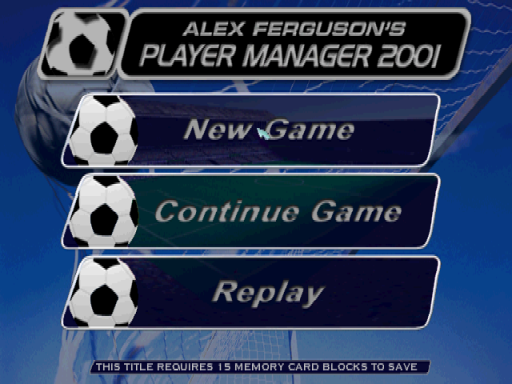 ALEX FERGUSON'S
PLAYER MANAGER 2001
New Game
Continue Game
Replay
THIS TITLE REQUIRES 15 MEMORY CARD BLOCKS TO SAVE